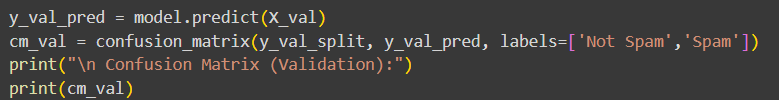 y_val_pred = model.predict(X_val)
cm_val = confusion_matrix(y_val_split, y_val_pred, labels=['Not Spam','Spam'])
print("\n Confusion Matrix (Validation):")
print(cm_val)